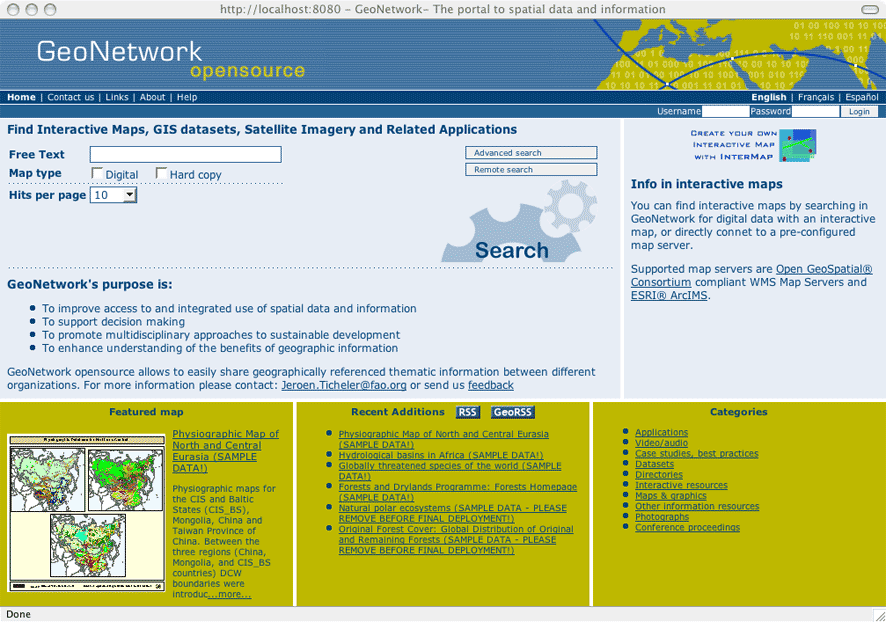 http://localhost:8080 – GeoNetwork– The portal to spatial data and information
GeoNetwork
opensource
Home | Contact us | Links | About | Help
English | Français | Español
Username Password Login
Find Interactive Maps, GIS datasets, Satellite Imagery and Related Applications
Free Text
Map type Digital Hard copy
Hits per page 10
Advanced search
Remote search
Search
GeoNetwork's purpose is:
To improve access to and integrated use of spatial data and information
To support decision making
To promote multidisciplinary approaches to sustainable development
To enhance understanding of the benefits of geographic information
GeoNetwork opensource allows to easily share geographically referenced thematic information between different
organizations. For more information please contact: Jeroen.Ticheler@fao.org or send us feedback
CREATE YOUR OWN
INTERACTIVE MAP
WITH INTERMAP
Info in interactive maps
You can find interactive maps by searching in
GeoNetwork for digital data with an interactive
map, or directly connet to a pre-configured
map server.
Supported map servers are Open GeoSpatial®
Consortium compliant WMS Map Servers and
ESRI® ArcIMS.
Featured map
Physiographic Map of
North and Central
Eurasia (SAMPLE
DATA!)
Physiographic maps for
the CIS and Baltic
States (CIS_BS),
Mongolia, China and
Taiwan Province of
China. Between the
three regions (China,
Mongolia, and CIS_BS
countries) DCW
boundaries were
introduc...more...
Recent Additions RSS GeoRSS
Physiographic Map of North and Central Eurasia
(SAMPLE DATA!)
Hydrological basins in Africa (SAMPLE DATA!)
Globally threatened species of the world (SAMPLE
DATA!)
Forests and Drylands Programme: Forests Homepage
(SAMPLE DATA!)
Natural polar ecosystems (SAMPLE DATA - PLEASE
REMOVE BEFORE FINAL DEPLOYMENT!)
Original Forest Cover: Global Distribution of Original
and Remaining Forests (SAMPLE DATA - PLEASE
REMOVE BEFORE FINAL DEPLOYMENT!)
Categories
Applications
Video/audio
Case studies, best practices
Datasets
Directories
Interactive resources
Maps & graphics
Other information resources
Photographs
Conference proceedings
Done